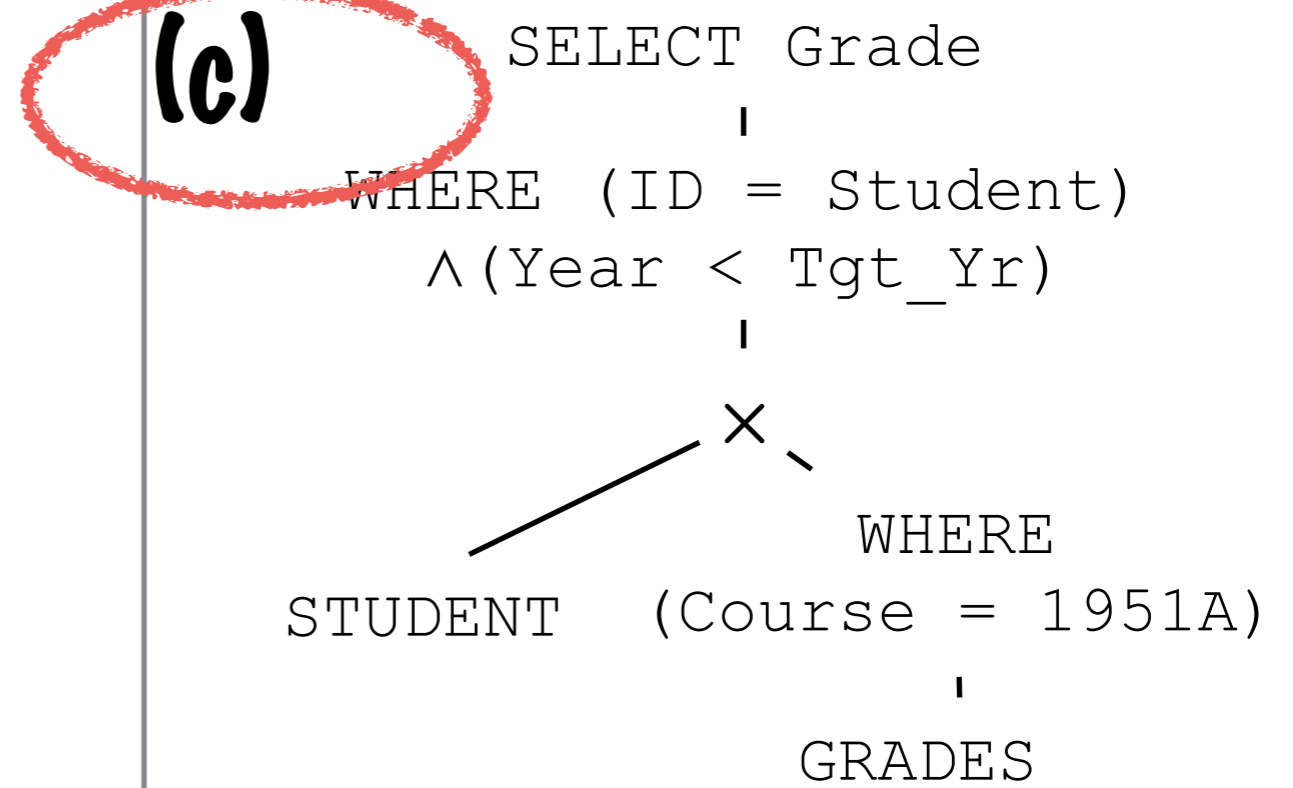 (c)
SELECT Grade
WHERE (ID = Student)
∧(Year < Tgt_Yr)
×
WHERE
STUDENT (Course = 1951A)
GRADES